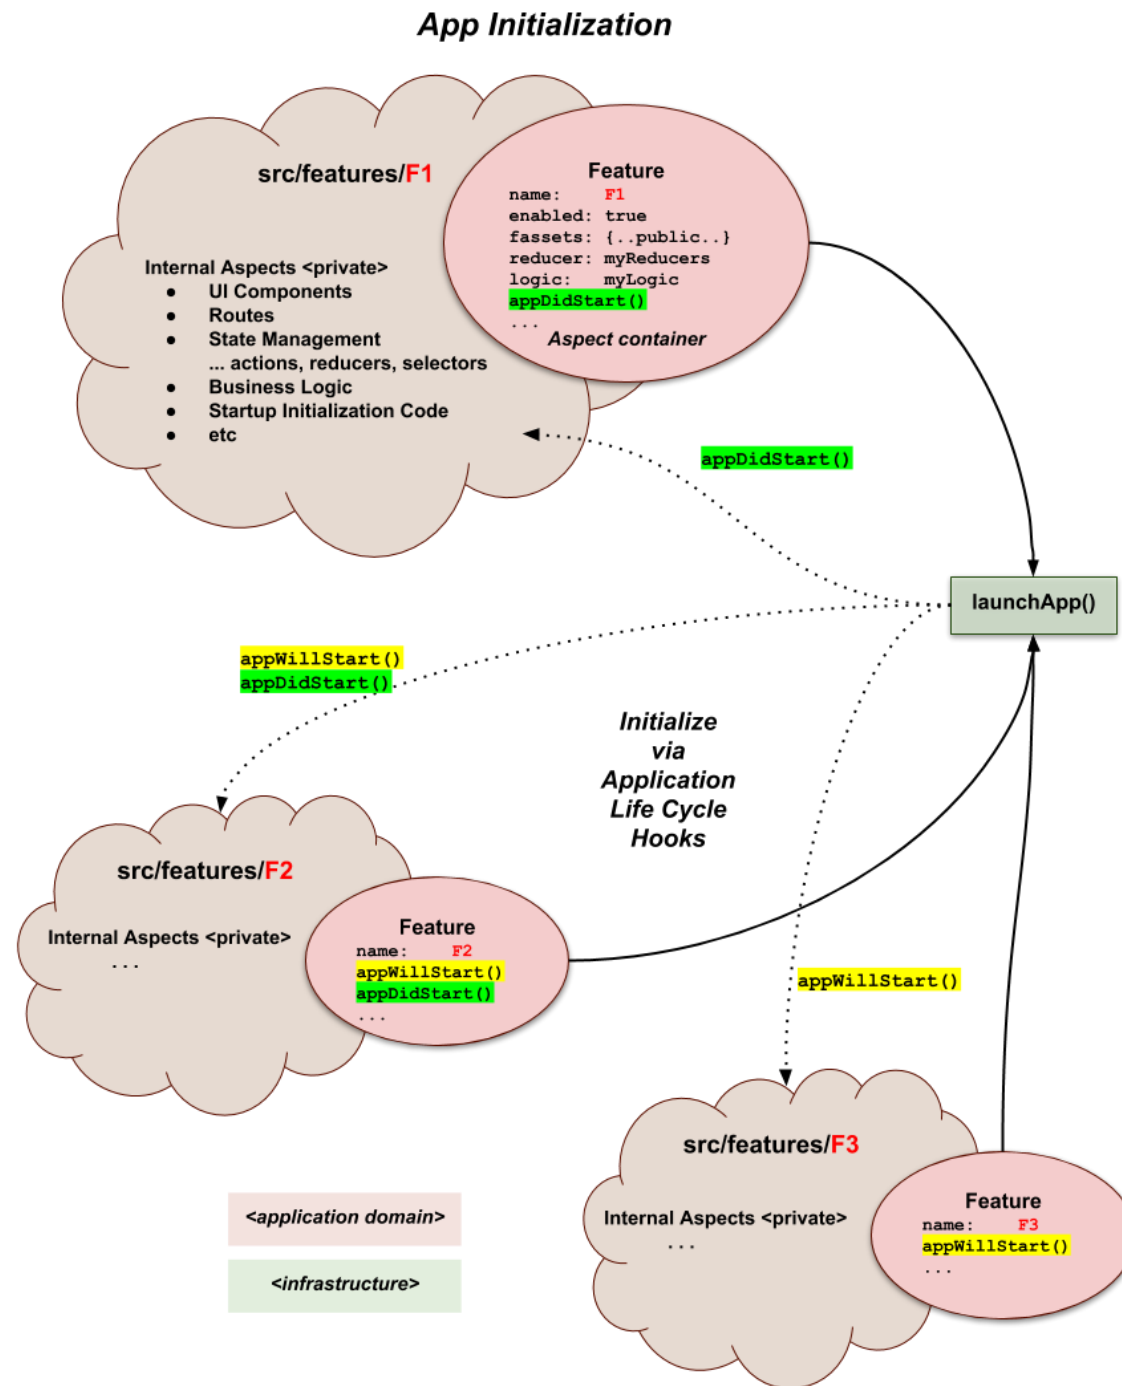 App Initialization
src/features/F1
Internal Aspects <private>
● UI Components
● Routes
● State Management
... actions, reducers, selectors
● Business Logic
● Startup Initialization Code
● etc
Feature
name: F1
enabled: true
fassets: {..public..}
reducer: myReducers
logic: myLogic
appDidStart()
...
Aspect container
appDidStart()
launchApp()
appWillStart()
appDidStart()
Initialize
via
Application
Life Cycle
Hooks
src/features/F2
Internal Aspects <private>
...
Feature
name: F2
appWillStart()
appDidStart()
...
appWillStart()
src/features/F3
Internal Aspects <private>
...
Feature
name: F3
appWillStart()
...
<application domain>
<infrastructure>